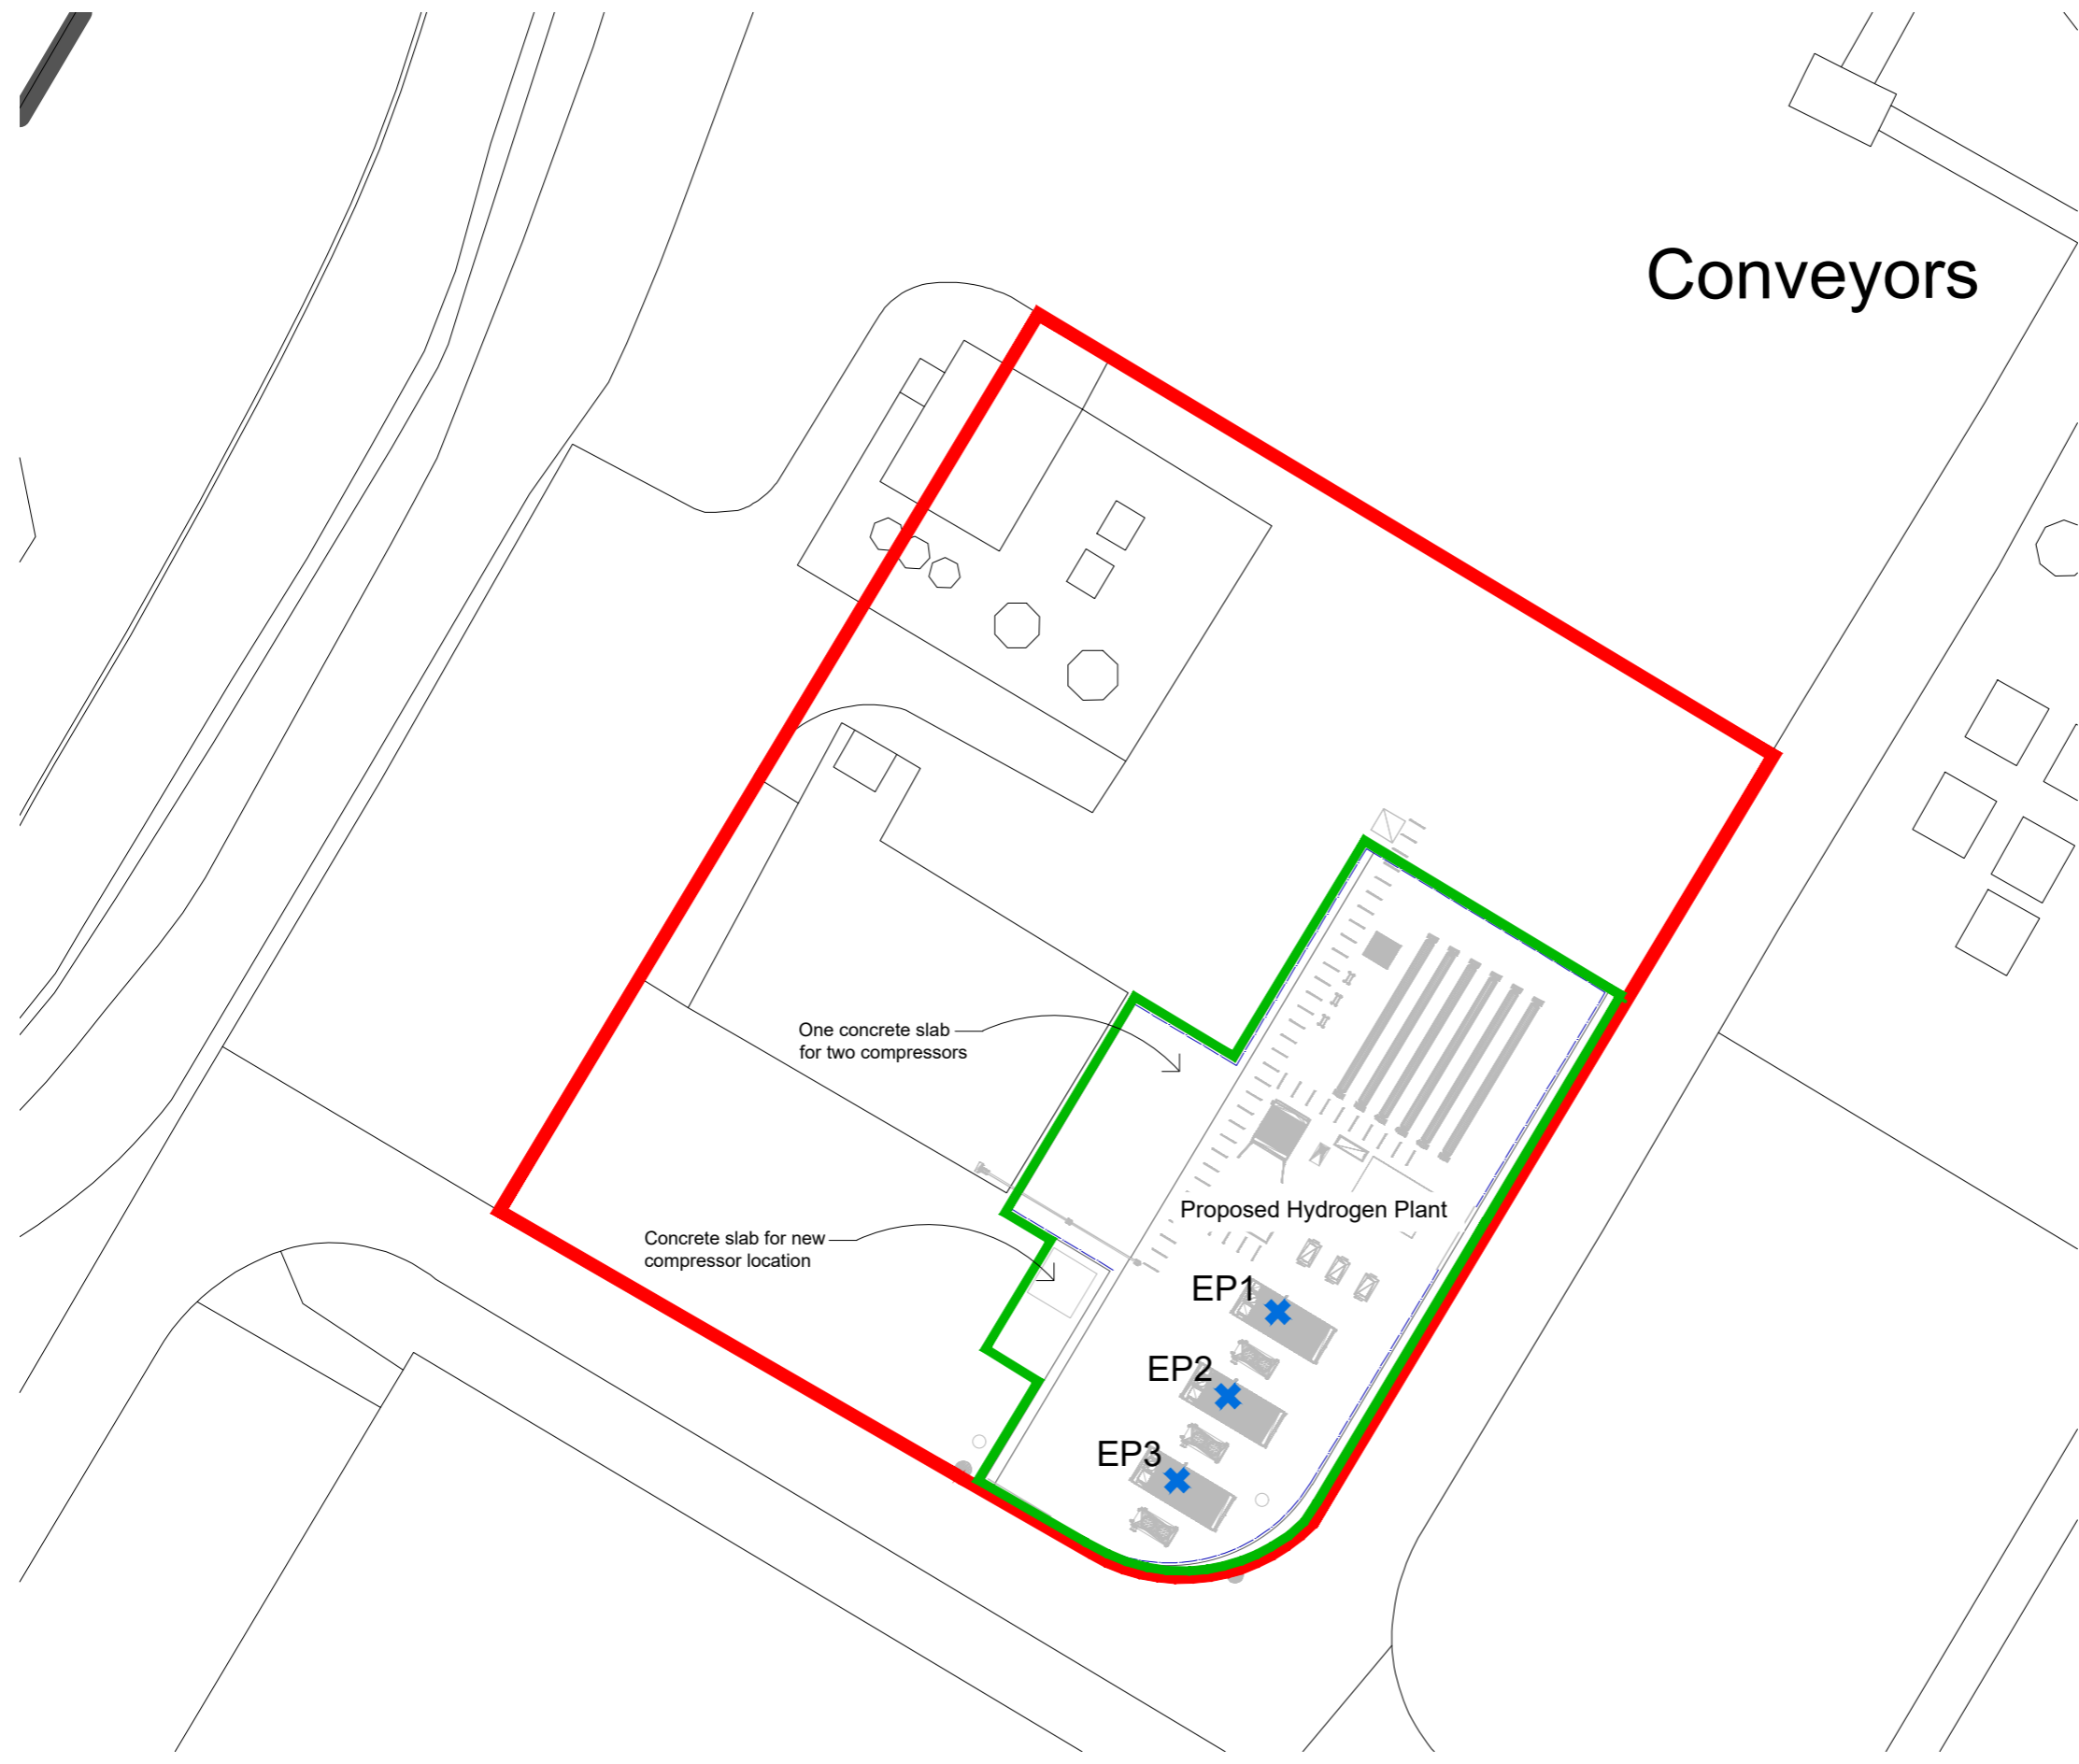 Conveyors
One concrete slab
for two compressors
Proposed Hydrogen Plant
Concrete slab for new
compressor location
EP1
EP2
EP3